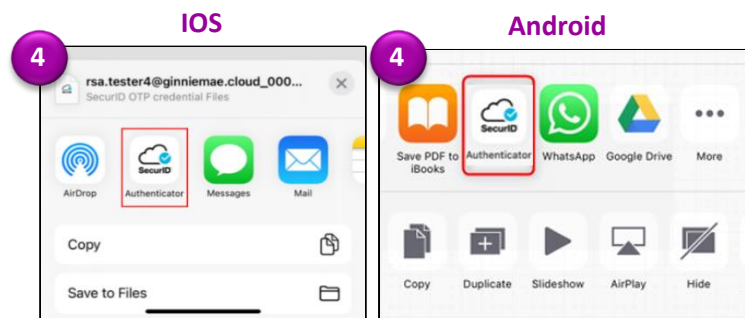 IOS
4
rsa.tester4@ginniemae.cloud_000...
SecurID OTP credential Files
SecurID
AirDrop
Authenticator
Messages
Mail
Copy
Save to Files
Android
4
SecurID
Save PDF to
iBooks
Authenticator
WhatsApp
Google Drive
More
Copy
Duplicate
Slideshow
AirPlay
Hide